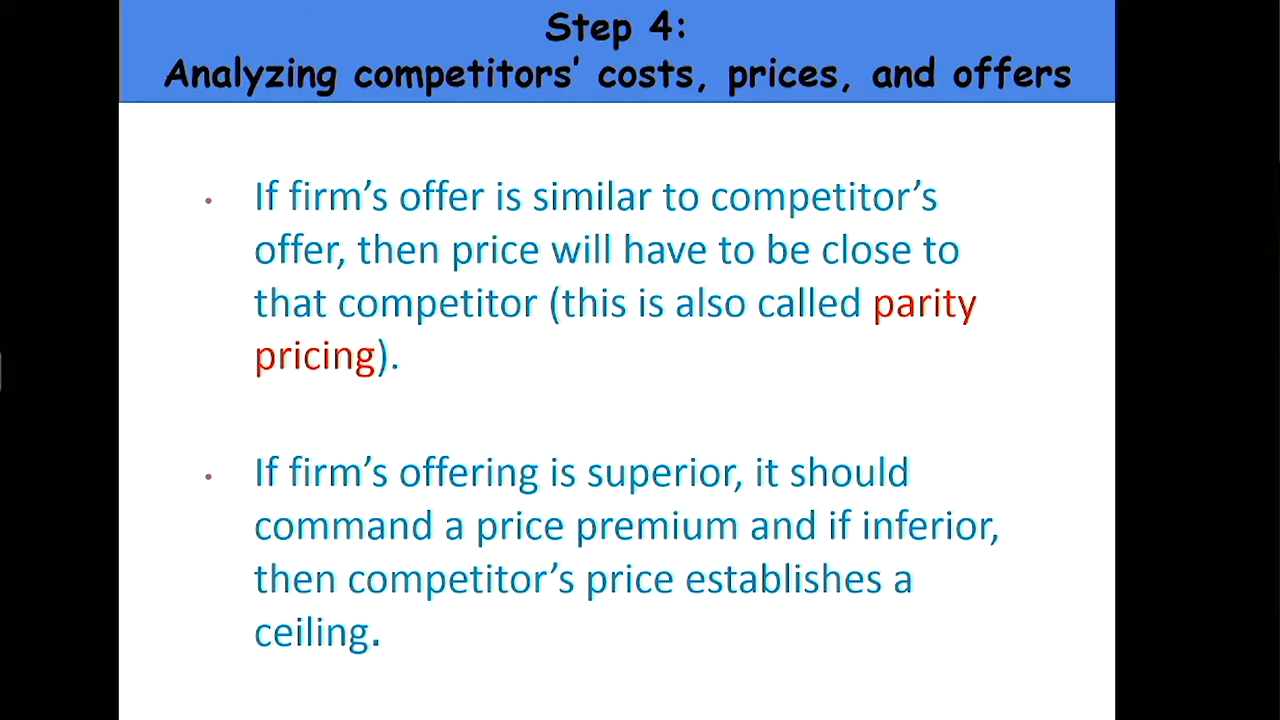 Step 4:
Analyzing competitors’ costs, prices, and offers
• If firm’s offer is similar to competitor’s
offer, then price will have to be close to
that competitor (this is also called parity
pricing).
• If firm’s offering is superior, it should
command a price premium and if inferior,
then competitor’s price establishes a
ceiling.